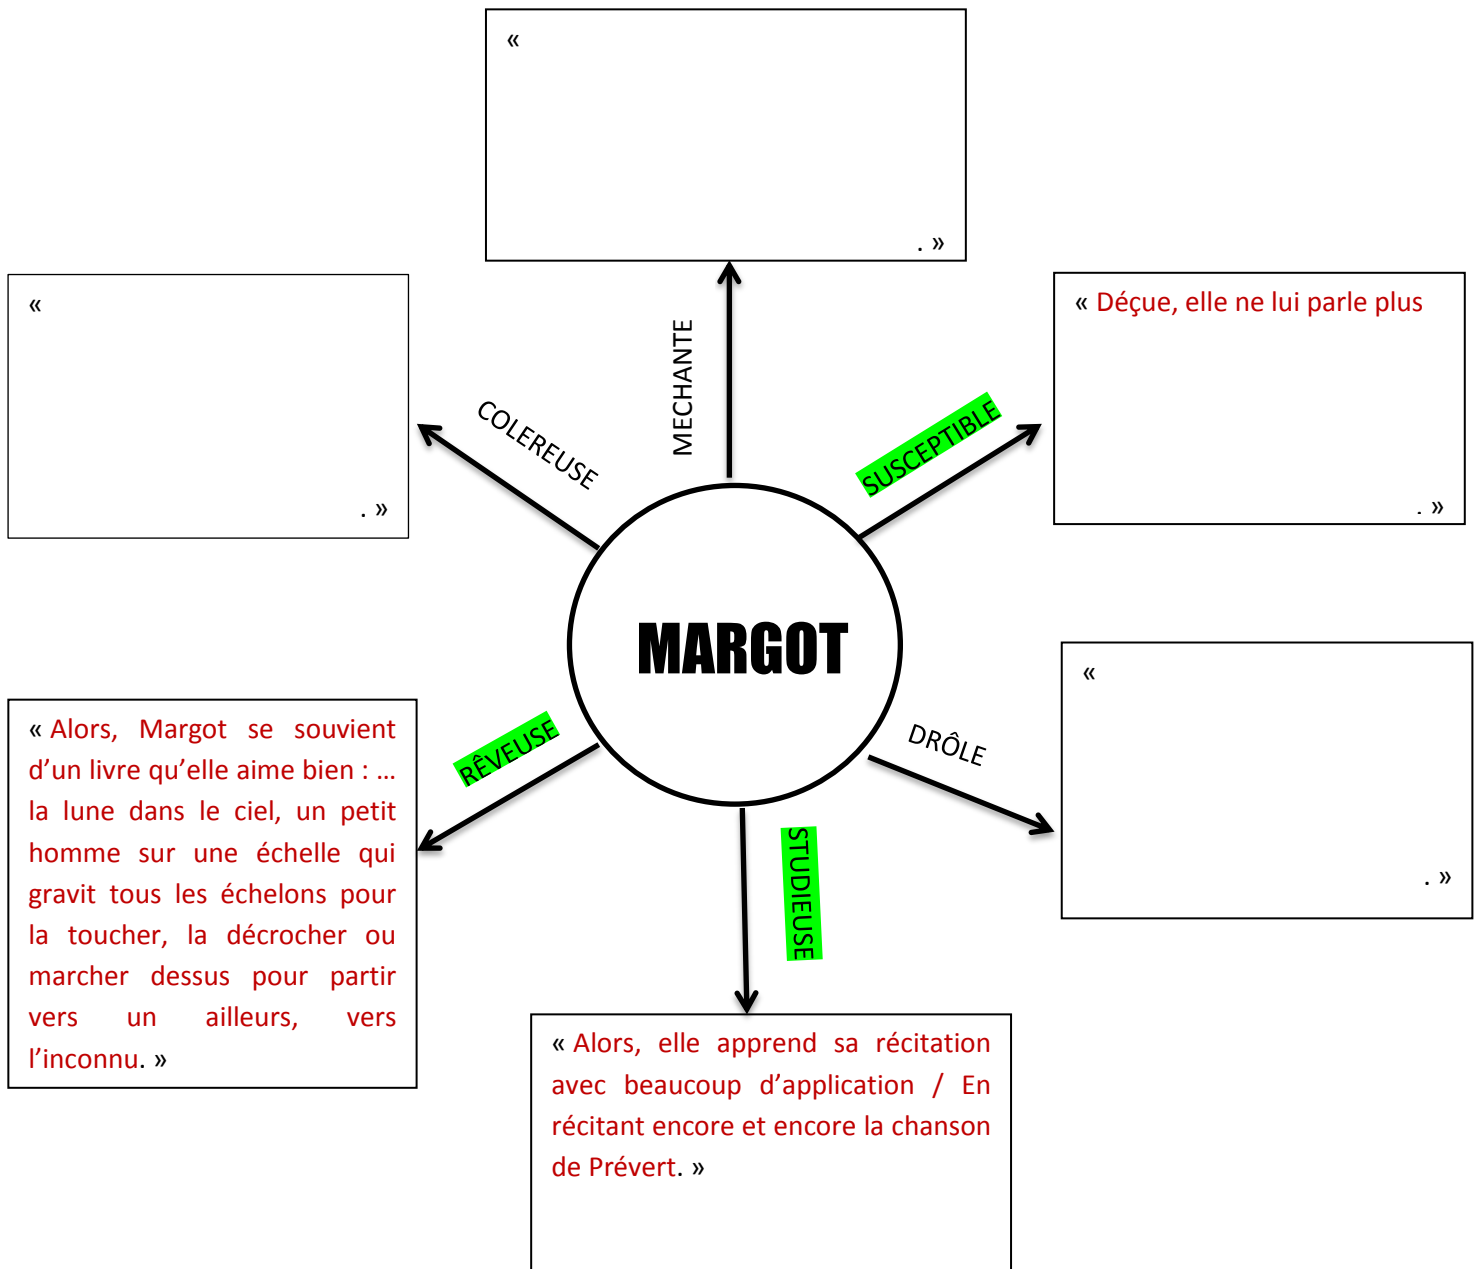 «
. »
«
. »
« Déçue, elle ne lui parle plus
. »
MECHANTE
COLEREUSE
SUSCEPTIBLE
MARGOT
«
. »
« Alors, Margot se souvient
d’un livre qu’elle aime bien : …
la lune dans le ciel, un petit
homme sur une échelle qui
gravit tous les échelons pour
la toucher, la décrocher ou
marcher dessus pour partir
vers un ailleurs, vers
l’inconnu. »
RÊVEUSE
DRÔLE
STUDIEUSE
« Alors, elle apprend sa récitation
avec beaucoup d’application / En
récitant encore et encore la chanson
de Prévert. »